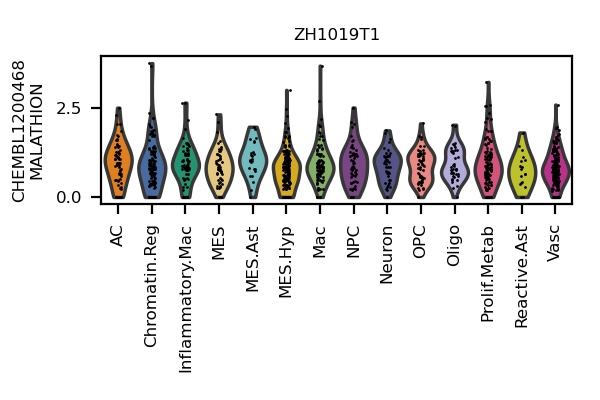 ZH1019T1
CHEMBL1200468
MALATHION
2.5
0.0
AC
Chromatin.Reg
Inflammatory.Mac
MES
MES.Ast
MES.Hyp
Mac
NPC
Neuron
OPC
Oligo
Prolif.Metab
Reactive.Ast
Vasc